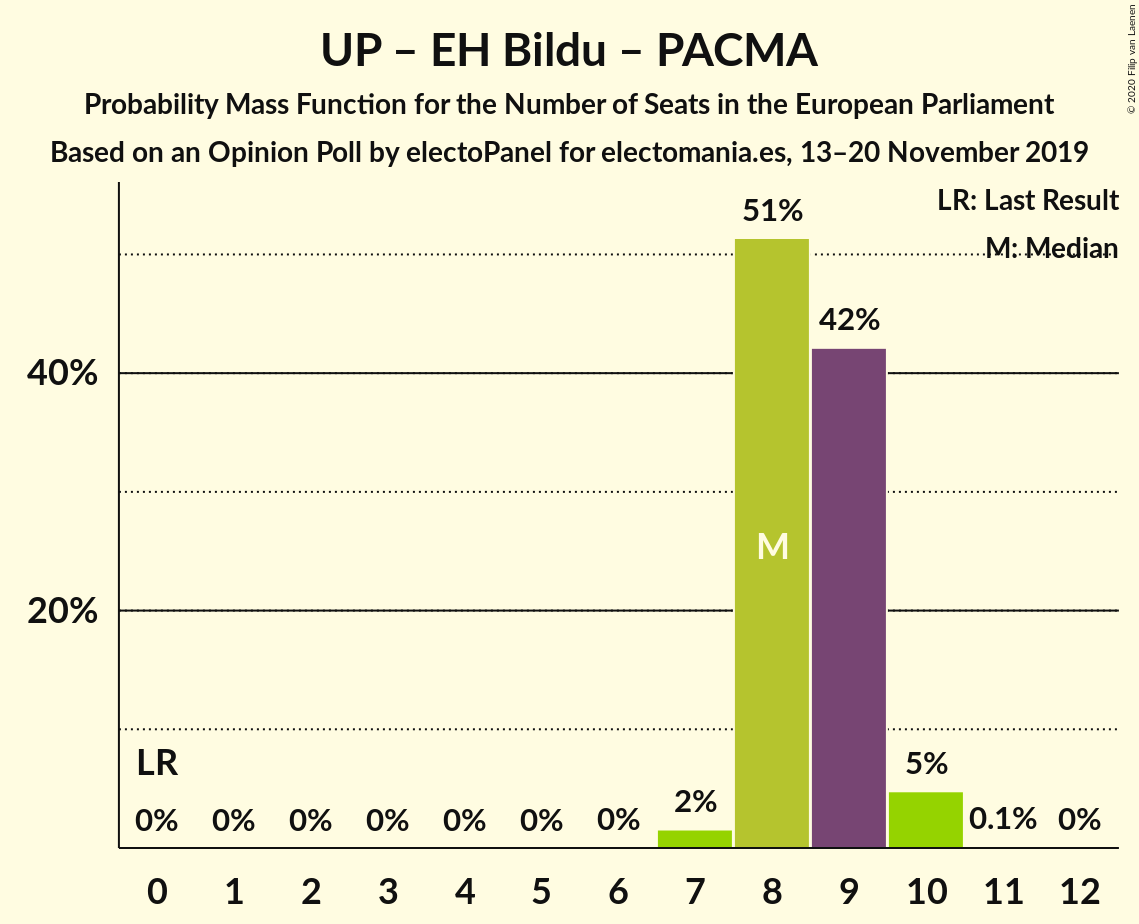 UP – EH Bildu – PACMA
Probability Mass Function for the Number of Seats in the European Parliament
Based on an Opinion Poll by electoPanel for electomania.es, 13–20 November 2019
© 2020 Filip van Laenen
LR: Last Result
M: Median
51%
42%
40%
M
20%
LR
5%
2%
0% 0% 0% 0% 0% 0% 0% 0.1% 0%
0 1 2 3 4 5 6 7 8 9 10 11 12